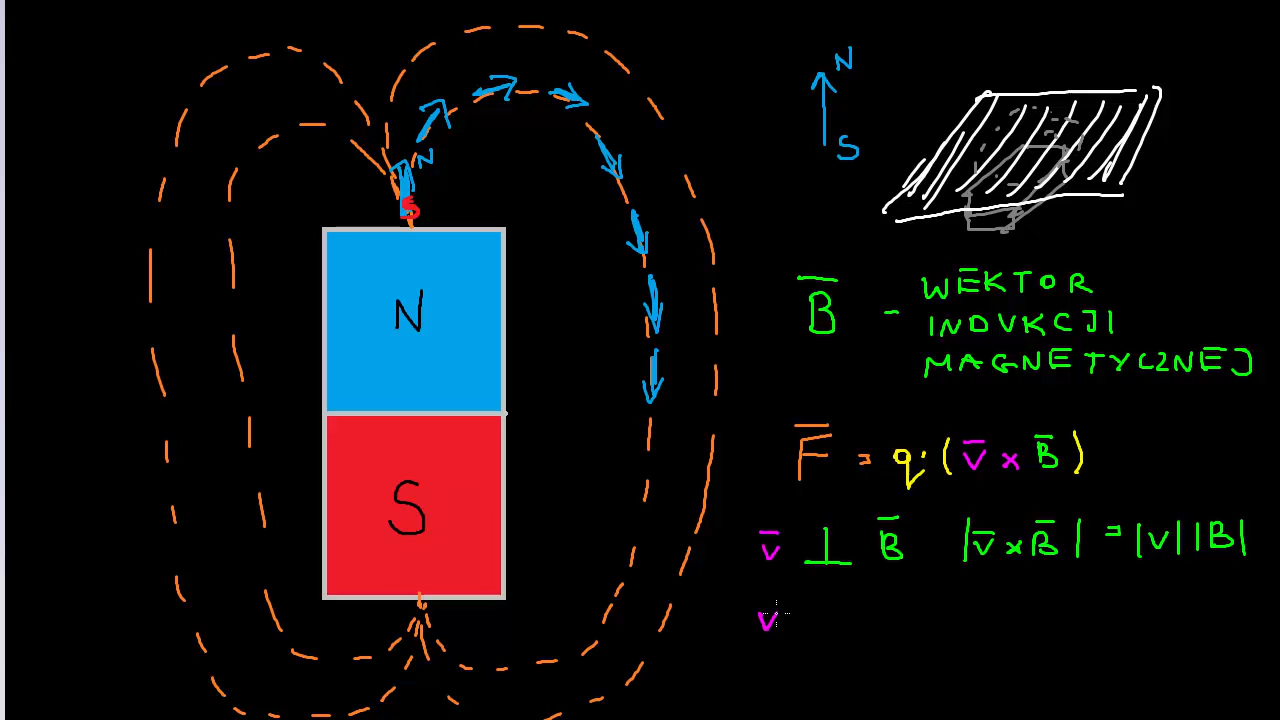 N
S
N
S
N
S
B̅ - WEKTOR
INDUKCJI
MAGNETYCZNEJ
F̅ = q · (v̅ × B̅)
v̅ ⊥ B̅ |v̅ × B̅| = |v| |B|
v